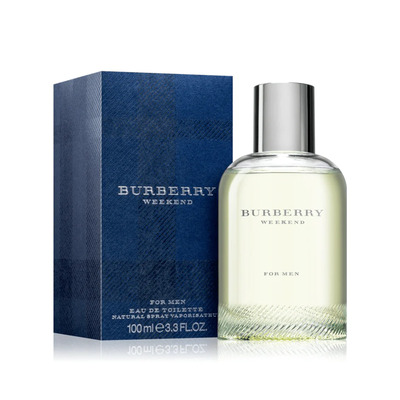 BURBERRY
WEEKEND
FOR MEN
EAU DE TOILETTE
NATURAL SPRAY VAPORISATEUR
100 ml ℮ 3.3 FL.OZ.
BURBERRY
WEEKEND
FOR MEN